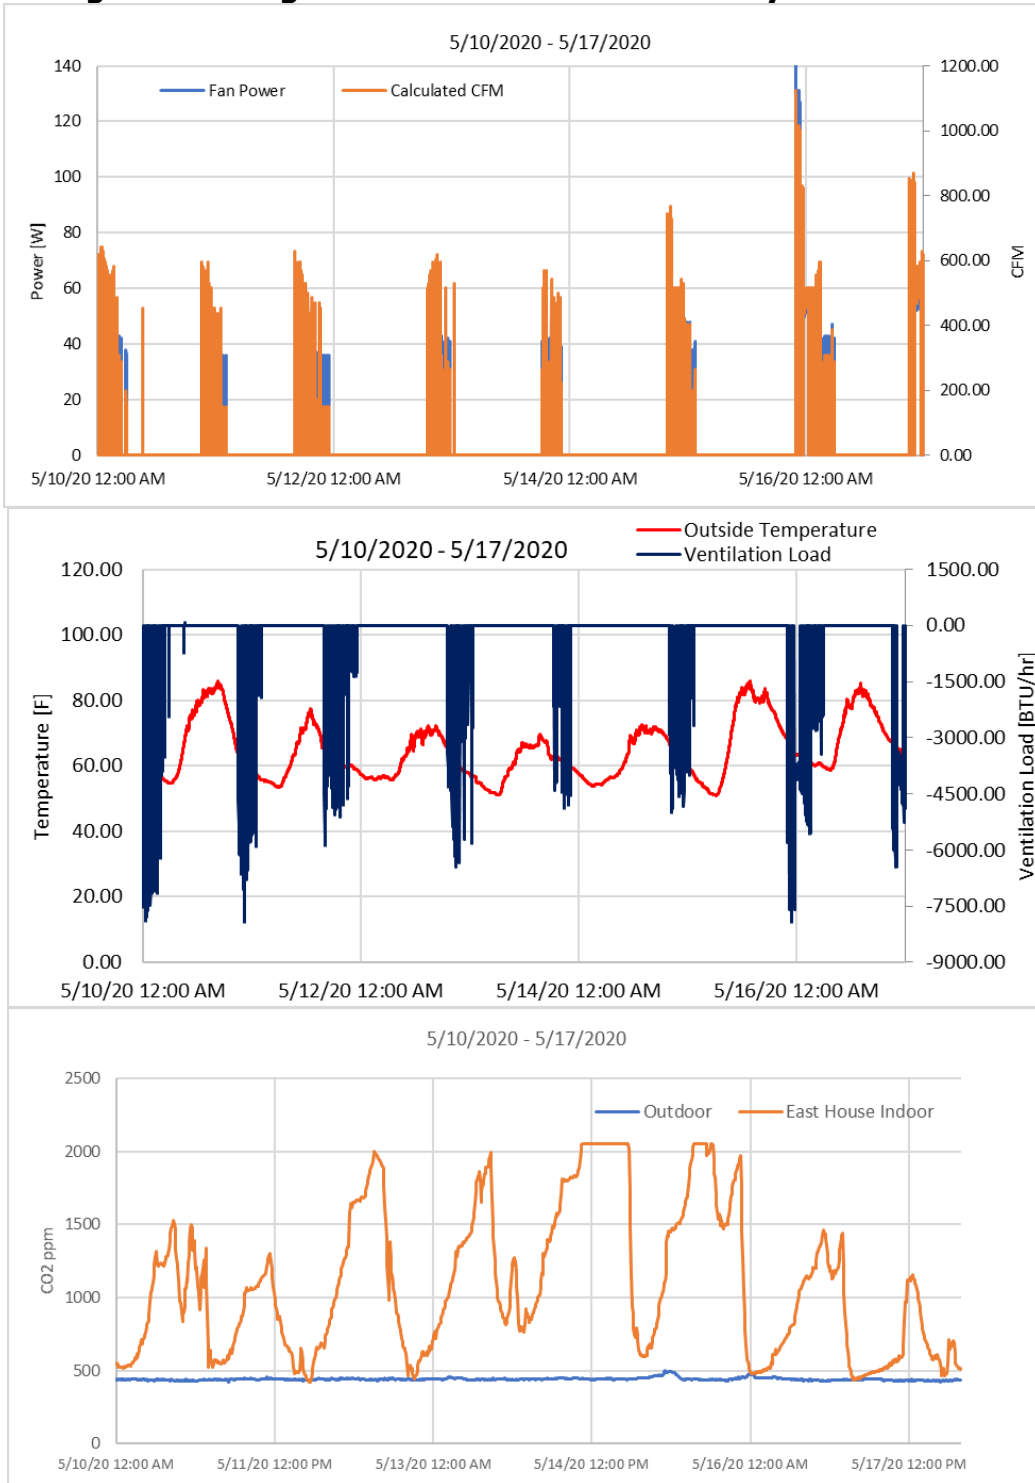 5/10/2020 - 5/17/2020
140 1200.00
Fan Power Calculated CFM
120 1000.00
100 800.00
80 600.00
60 400.00
40 200.00
20
0 0.00
Power [W]
CFM
5/10/20 12:00 AM 5/12/20 12:00 AM 5/14/20 12:00 AM 5/16/20 12:00 AM
Outside Temperature
5/10/2020 - 5/17/2020
Ventilation Load
120.00 1500.00
100.00 0.00
80.00 -1500.00
60.00 -3000.00
40.00 -4500.00
20.00 -6000.00
0.00 -7500.00
-9000.00
Temperature [F]
Ventilation Load [BTU/hr]
5/10/20 12:00 AM 5/12/20 12:00 AM 5/14/20 12:00 AM 5/16/20 12:00 AM
5/10/2020 - 5/17/2020
2500
Outdoor East House Indoor
2000
1500
1000
500
0
CO2 ppm
5/10/20 12:00 AM 5/11/20 12:00 PM 5/13/20 12:00 AM 5/14/20 12:00 PM 5/16/20 12:00 AM 5/17/20 12:00 PM